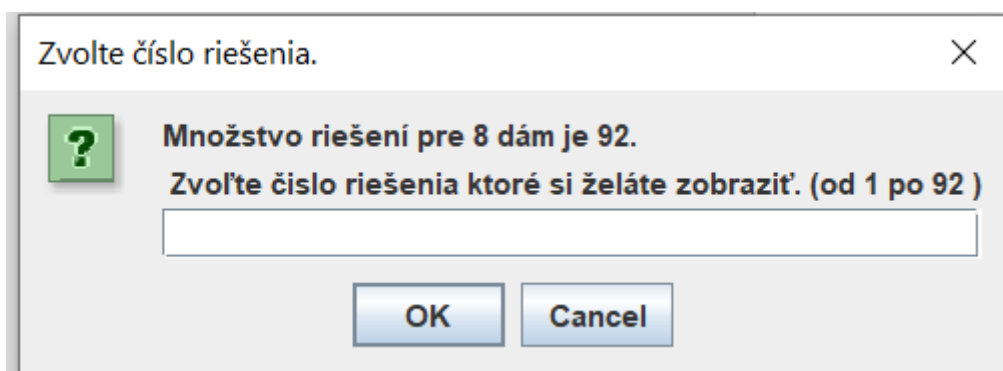 Zvolte číslo riešenia.
?
Množstvo riešení pre 8 dám je 92.
Zvoľte čislo riešenia ktoré si želáte zobraziť. (od 1 po 92 )
OK Cancel